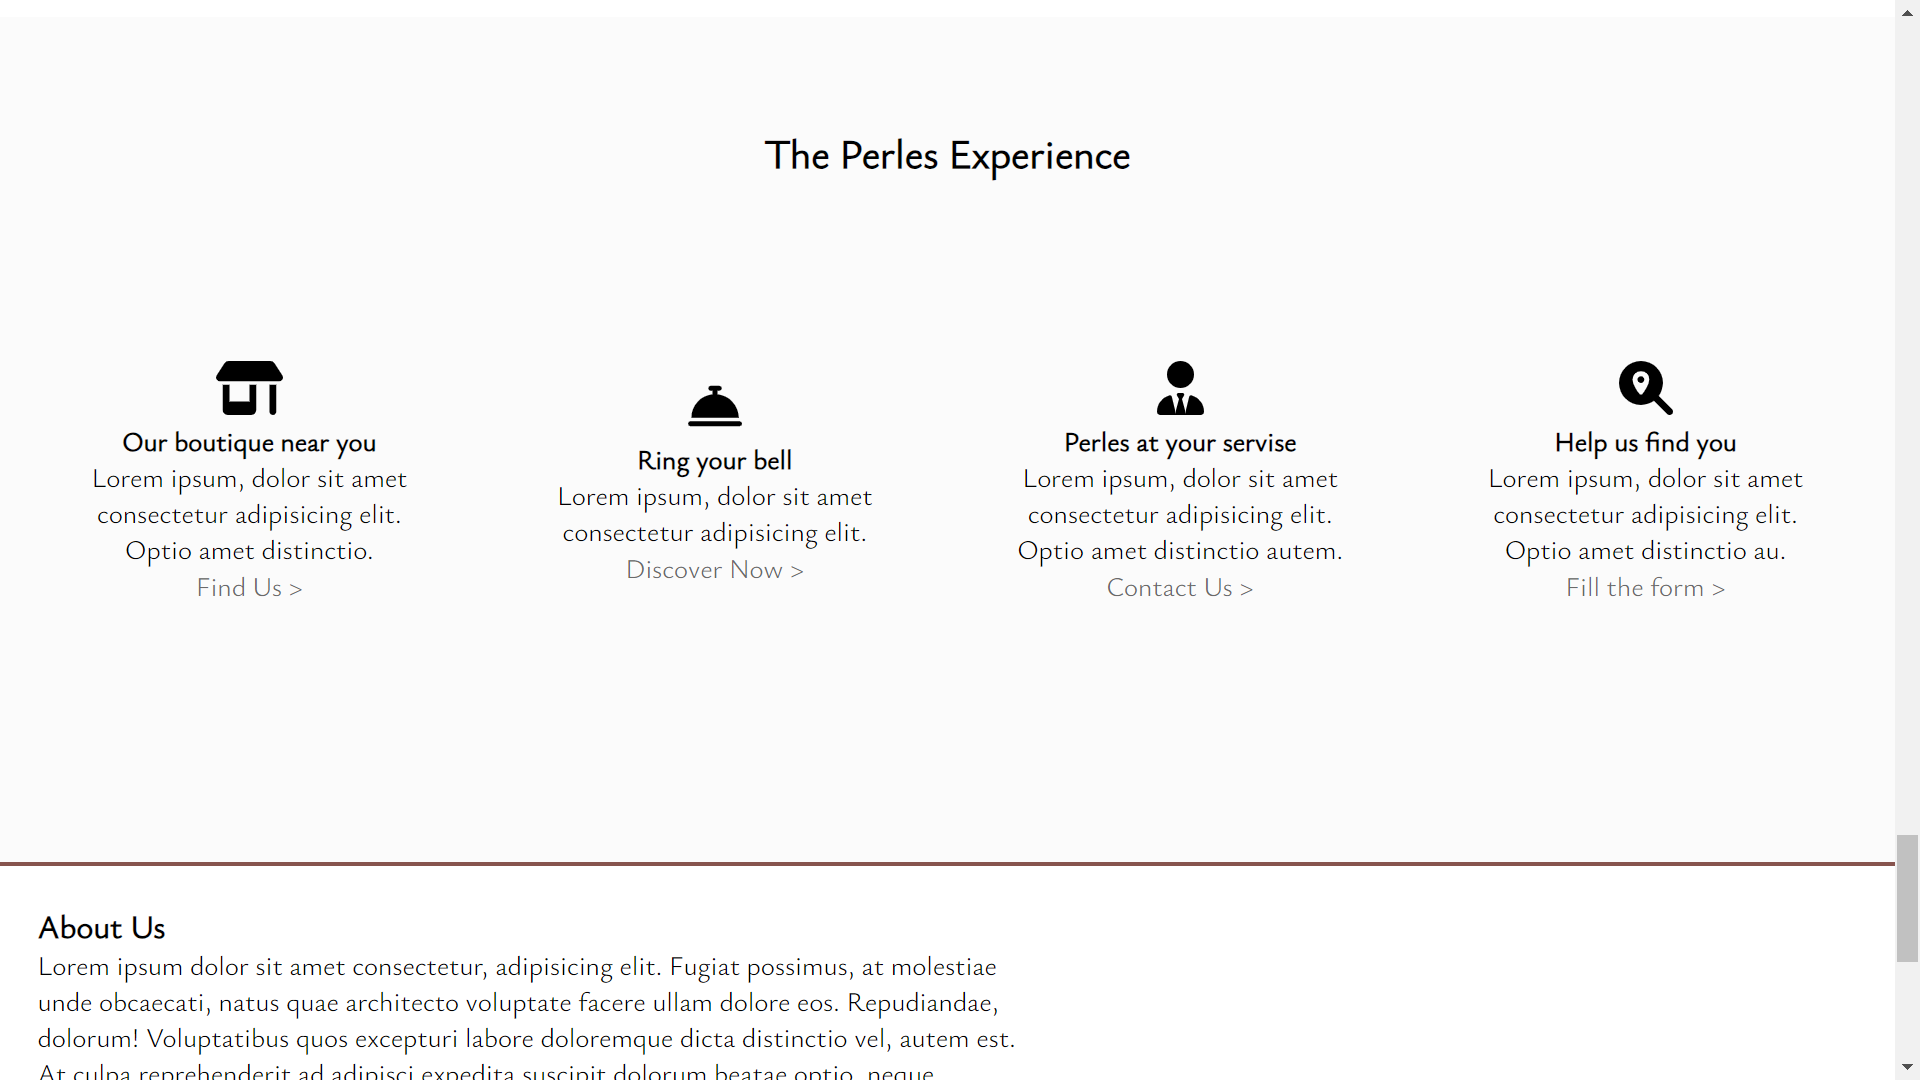 The Perles Experience
Our boutique near you
Lorem ipsum, dolor sit amet
consectetur adipisicing elit.
Optio amet distinctio.
Find Us >
Ring your bell
Lorem ipsum, dolor sit amet
consectetur adipisicing elit.
Discover Now >
Perles at your servise
Lorem ipsum, dolor sit amet
consectetur adipisicing elit.
Optio amet distinctio autem.
Contact Us >
Help us find you
Lorem ipsum, dolor sit amet
consectetur adipisicing elit.
Optio amet distinctio au.
Fill the form >
About Us
Lorem ipsum dolor sit amet consectetur, adipisicing elit. Fugiat possimus, at molestiae
unde obcaecati, natus quae architecto voluptate facere ullam dolore eos. Repudiandae,
dolorum! Voluptatibus quos excepturi labore doloremque dicta distinctio vel, autem est.
At culpa reprehenderit ad adipisci expedita suscipit dolorum beatae optio, neque